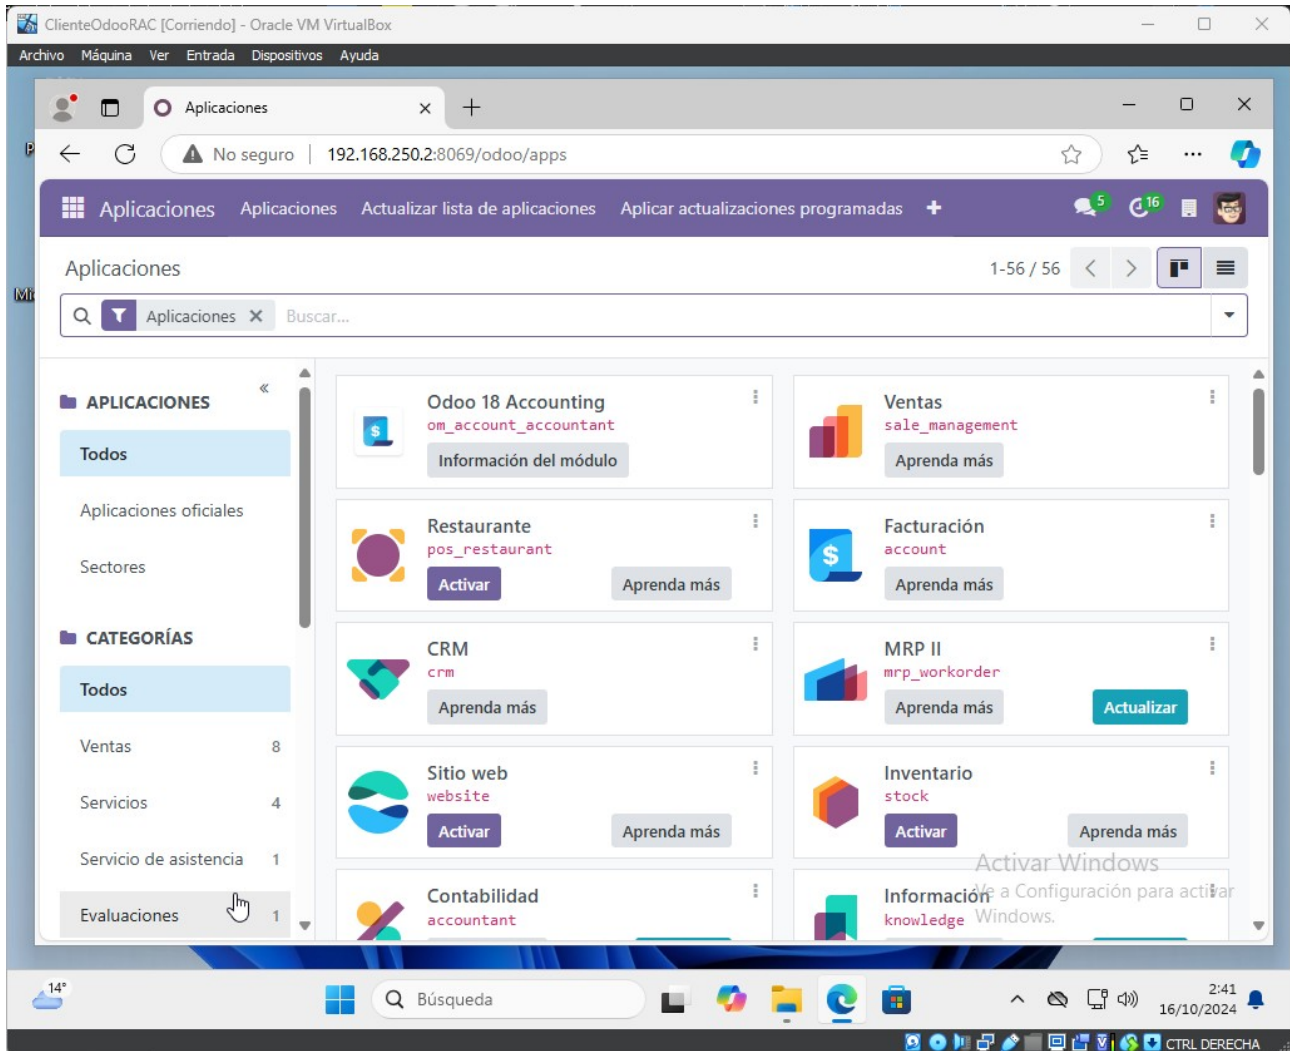 ClienteOdooRAC [Corriendo] - Oracle VM VirtualBox
Archivo Máquina Ver Entrada Dispositivos Ayuda
Aplicaciones
No seguro 192.168.250.2:8069/odoo/apps
Aplicaciones Aplicaciones Actualizar lista de aplicaciones Aplicar actualizaciones programadas 5 16
Aplicaciones 1-56 / 56
Aplicaciones Buscar...
APLICACIONES
Todos
Aplicaciones oficiales
Sectores
CATEGORÍAS
Todos
Ventas 8
Servicios 4
Servicio de asistencia 1
Evaluaciones 1
Odoo 18 Accounting
om_account_accountant
Información del módulo
Ventas
sale_management
Aprenda más
Restaurante
pos_restaurant
Activar Aprenda más
Facturación
account
Aprenda más
CRM
crm
Aprenda más
MRP II
mrp_workorder
Aprenda más Actualizar
Sitio web
website
Activar Aprenda más
Inventario
stock
Activar Aprenda más
Contabilidad
accountant
Información
knowledge
Activar Windows
Ve a Configuración para activar
Windows.
14°
Búsqueda
2:41
16/10/2024
CTRL DERECHA